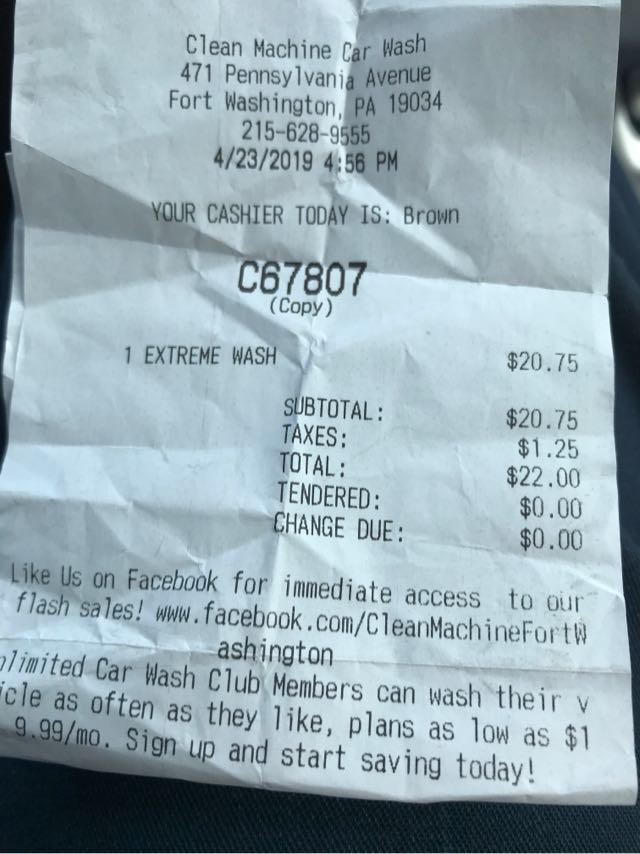 Clean Machine Car Wash
471 Pennsylvania Avenue
Fort Washington, PA 19034
215-628-9555
4/23/2019 4:56 PM
YOUR CASHIER TODAY IS: Brown
C67807
(Copy)
1 EXTREME WASH $20.75
SUBTOTAL: $20.75
TAXES: $1.25
TOTAL: $22.00
TENDERED: $0.00
CHANGE DUE: $0.00
Like Us on Facebook for immediate access to our
flash sales! www.facebook.com/CleanMachineFortW
ashington
nlimited Car Wash Club Members can wash their v
icle as often as they like, plans as low as $1
9.99/mo. Sign up and start saving today!